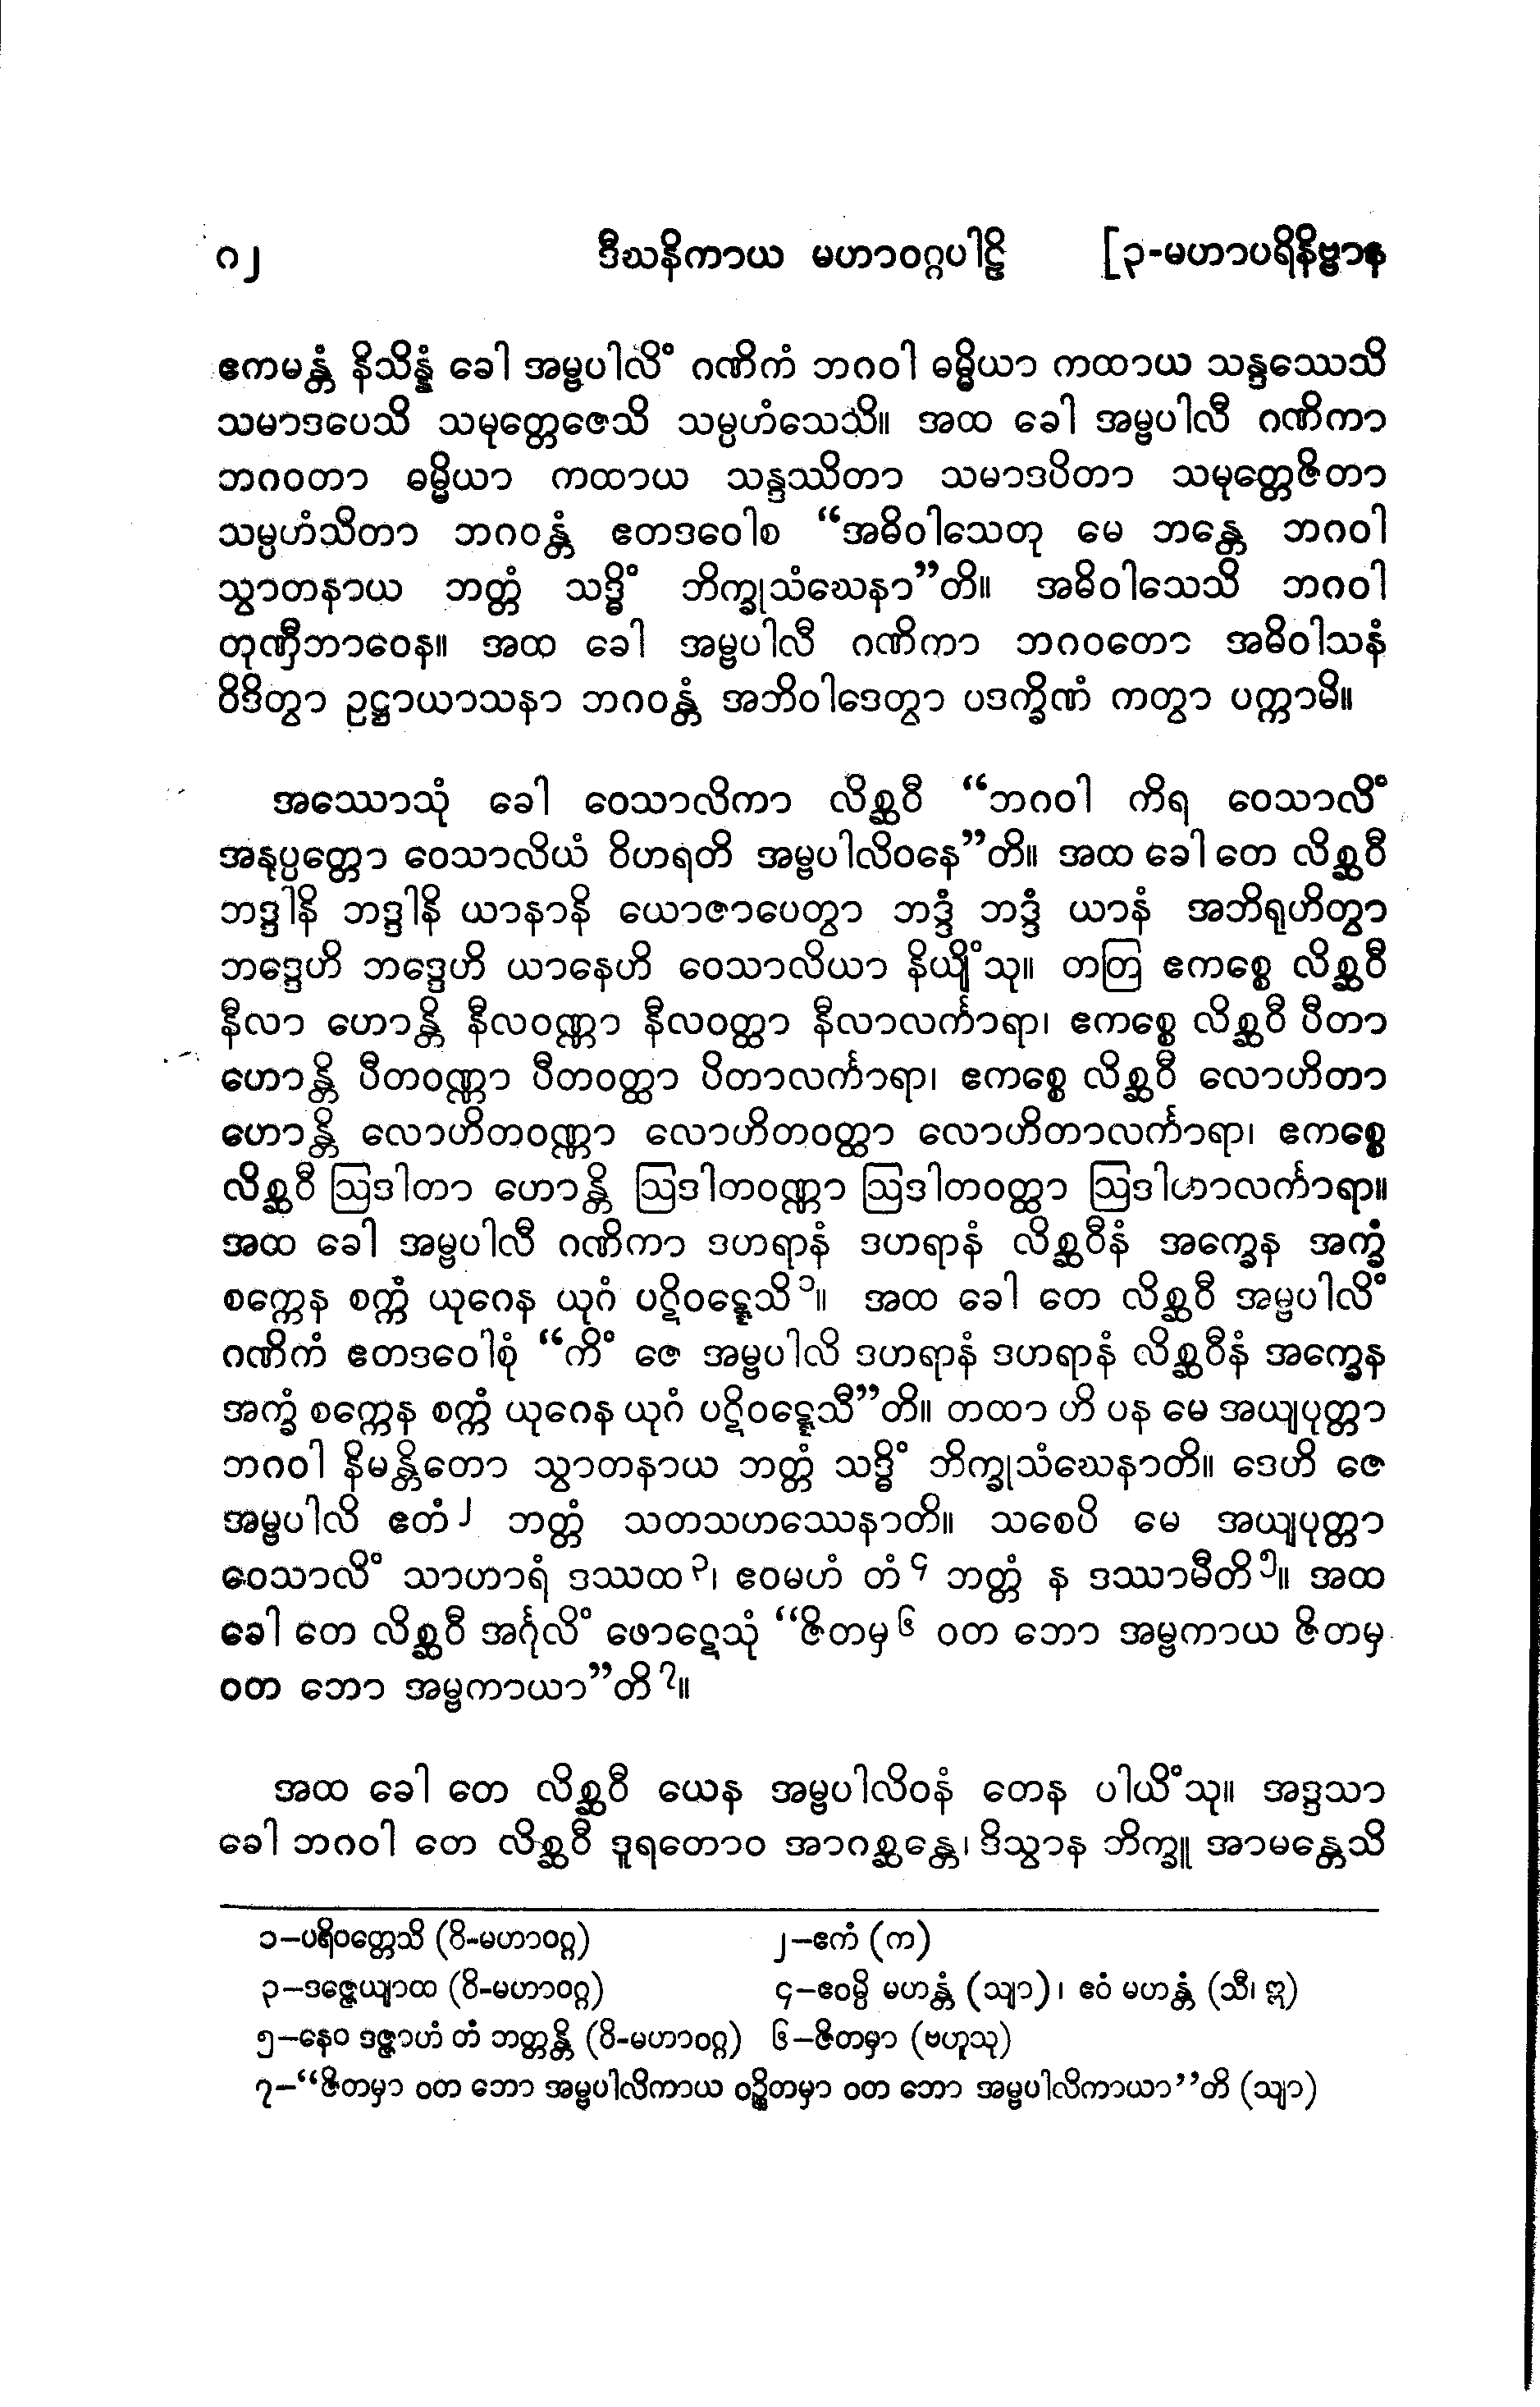 ၈၂ ဒီဃနိကာယ မဟာဝဂ္ဂပါဠိ [၃-မဟာပရိနိဗ္ဗာန
ဧကမန္တံ နိသိန္နံ ခေါ အမ္ဗပါလိံ ဂဏိကံ ဘဂဝါ ဓမ္မိယာ ကထာယ သန္ဒဿေသိ
သမာဒပေသိ သမုတ္တေဇေသိ သမ္ပဟံသေသိ။ အထ ခေါ အမ္ဗပါလီ ဂဏိကာ
ဘဂဝတာ ဓမ္မိယာ ကထာယ သန္ဒဿိတာ သမာဒပိတာ သမုတ္တေဇိတာ
သမ္ပဟံသိတာ ဘဂဝန္တံ ဧတဒဝေါစ “အဓိဝါသေတု မေ ဘန္တေ ဘဂဝါ
သွာတနာယ ဘတ္တံ သဒ္ဓိံ ဘိက္ခုသံဃေနာ”တိ။ အဓိဝါသေသိ ဘဂဝါ
တုဏှီဘာဝေန။ အထ ခေါ အမ္ဗပါလီ ဂဏိကာ ဘဂဝတော အဓိဝါသနံ
ဝိဒိတွာ ဥဋ္ဌာယာသနာ ဘဂဝန္တံ အဘိဝါဒေတွာ ပဒက္ခိဏံ ကတွာ ပက္ကာမိ။
အဿောသုံ ခေါ ဝေသာလိကာ လိစ္ဆဝီ “ဘဂဝါ ကိရ ဝေသာလိံ
အနုပ္ပတ္တော ဝေသာလိယံ ဝိဟရတိ အမ္ဗပါလိဝနေ”တိ။ အထ ခေါ တေ လိစ္ဆဝီ
ဘဒ္ဒါနိ ဘဒ္ဒါနိ ယာနာနိ ယောဇာပေတွာ ဘဒ္ဒံ ဘဒ္ဒံ ယာနံ အဘိရုဟိတွာ
ဘဒ္ဒေဟိ ဘဒ္ဒေဟိ ယာနေဟိ ဝေသာလိယာ နိယျိံသု။ တတြ ဧကစ္စေ လိစ္ဆဝီ
နီလာ ဟောန္တိ နီလဝဏ္ဏာ နီလဝတ္ထာ နီလာလင်္ကာရာ၊ ဧကစ္စေ လိစ္ဆဝီ ပီတာ
ဟောန္တိ ပီတဝဏ္ဏာ ပီတဝတ္ထာ ပီတာလင်္ကာရာ၊ ဧကစ္စေ လိစ္ဆဝီ လောဟိတာ
ဟောန္တိ လောဟိတဝဏ္ဏာ လောဟိတဝတ္ထာ လောဟိတာလင်္ကာရာ၊ ဧကစ္စေ
လိစ္ဆဝီ ဩဒါတာ ဟောန္တိ ဩဒါတဝဏ္ဏာ ဩဒါတဝတ္ထာ ဩဒါတာလင်္ကာရာ။
အထ ခေါ အမ္ဗပါလီ ဂဏိကာ ဒဟရာနံ ဒဟရာနံ လိစ္ဆဝီနံ အက္ခေန အက္ခံ
စက္ကေန စက္ကံ ယုဂေန ယုဂံ ပဋိဝဋ္ဋေသိ၁။ အထ ခေါ တေ လိစ္ဆဝီ အမ္ဗပါလိံ
ဂဏိကံ ဧတဒဝေါစုံ “ကိံ ဇေ အမ္ဗပါလိ ဒဟရာနံ ဒဟရာနံ လိစ္ဆဝီနံ အက္ခေန
အက္ခံ စက္ကေန စက္ကံ ယုဂေန ယုဂံ ပဋိဝဋ္ဋေသီ”တိ။ တထာ ဟိ ပန မေ အယျပုတ္တာ
ဘဂဝါ နိမန္တိတော သွာတနာယ ဘတ္တံ သဒ္ဓိံ ဘိက္ခုသံဃေနာတိ။ ဒေဟိ ဇေ
အမ္ဗပါလိ ဧတံ၂ ဘတ္တံ သတသဟဿေနာတိ။ သစေပိ မေ အယျပုတ္တာ
ဝေသာလိံ သာဟာရံ ဒဿထ၃၊ ဧဝမဟံ တံ၄ ဘတ္တံ န ဒဿာမီတိ၅။ အထ
ခေါ တေ လိစ္ဆဝီ အင်္ဂုလိံ ဖောဋေသုံ “ဇိတမှ၆ ဝတ ဘော အမ္ဗကာယ ဇိတမှ
ဝတ ဘော အမ္ဗကာယာ”တိ၇။
အထ ခေါ တေ လိစ္ဆဝီ ယေန အမ္ဗပါလိဝနံ တေန ပါယိံသု။ အဒ္ဒသာ
ခေါ ဘဂဝါ တေ လိစ္ဆဝီ ဒူရတောဝ အာဂစ္ဆန္တေ၊ ဒိသွာန ဘိက္ခူ အာမန္တေသိ
၁–ပရိဝတ္တေသိ (ဝိ-မဟာဝဂ္ဂ) ၂–ဧကံ (က)
၃–ဒဇ္ဇေယျာထ (ဝိ-မဟာဝဂ္ဂ) ၄–ဧဝမ္ပိ မဟန္တံ (သျာ)၊ ဧဝံ မဟန္တံ (သီ၊ ဣ)
၅–နေဝ ဒဇ္ဇာဟံ တံ ဘတ္တန္တိ (ဝိ-မဟာဝဂ္ဂ) ၆–ဇိတမှာ (ဗဟူသု)
၇–“ဇိတမှာ ဝတ ဘော အမ္ဗပါလိကာယ ဝဉ္စိတမှာ ဝတ ဘော အမ္ဗပါလိကာယာ”တိ (သျာ)